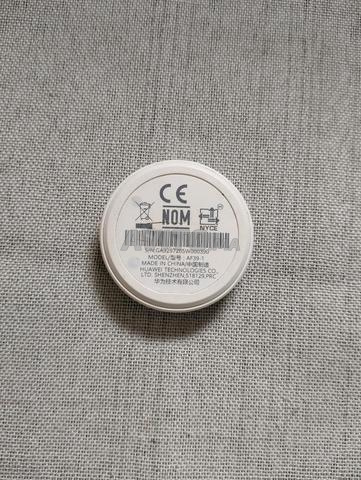 CE
NOM
NYCE
MODEL/型号: AF39-1
MADE IN CHINA/中国制造
HUAWEI TECHNOLOGIES CO.,
LTD. SHENZHEN,518129,PRC
华为技术有限公司